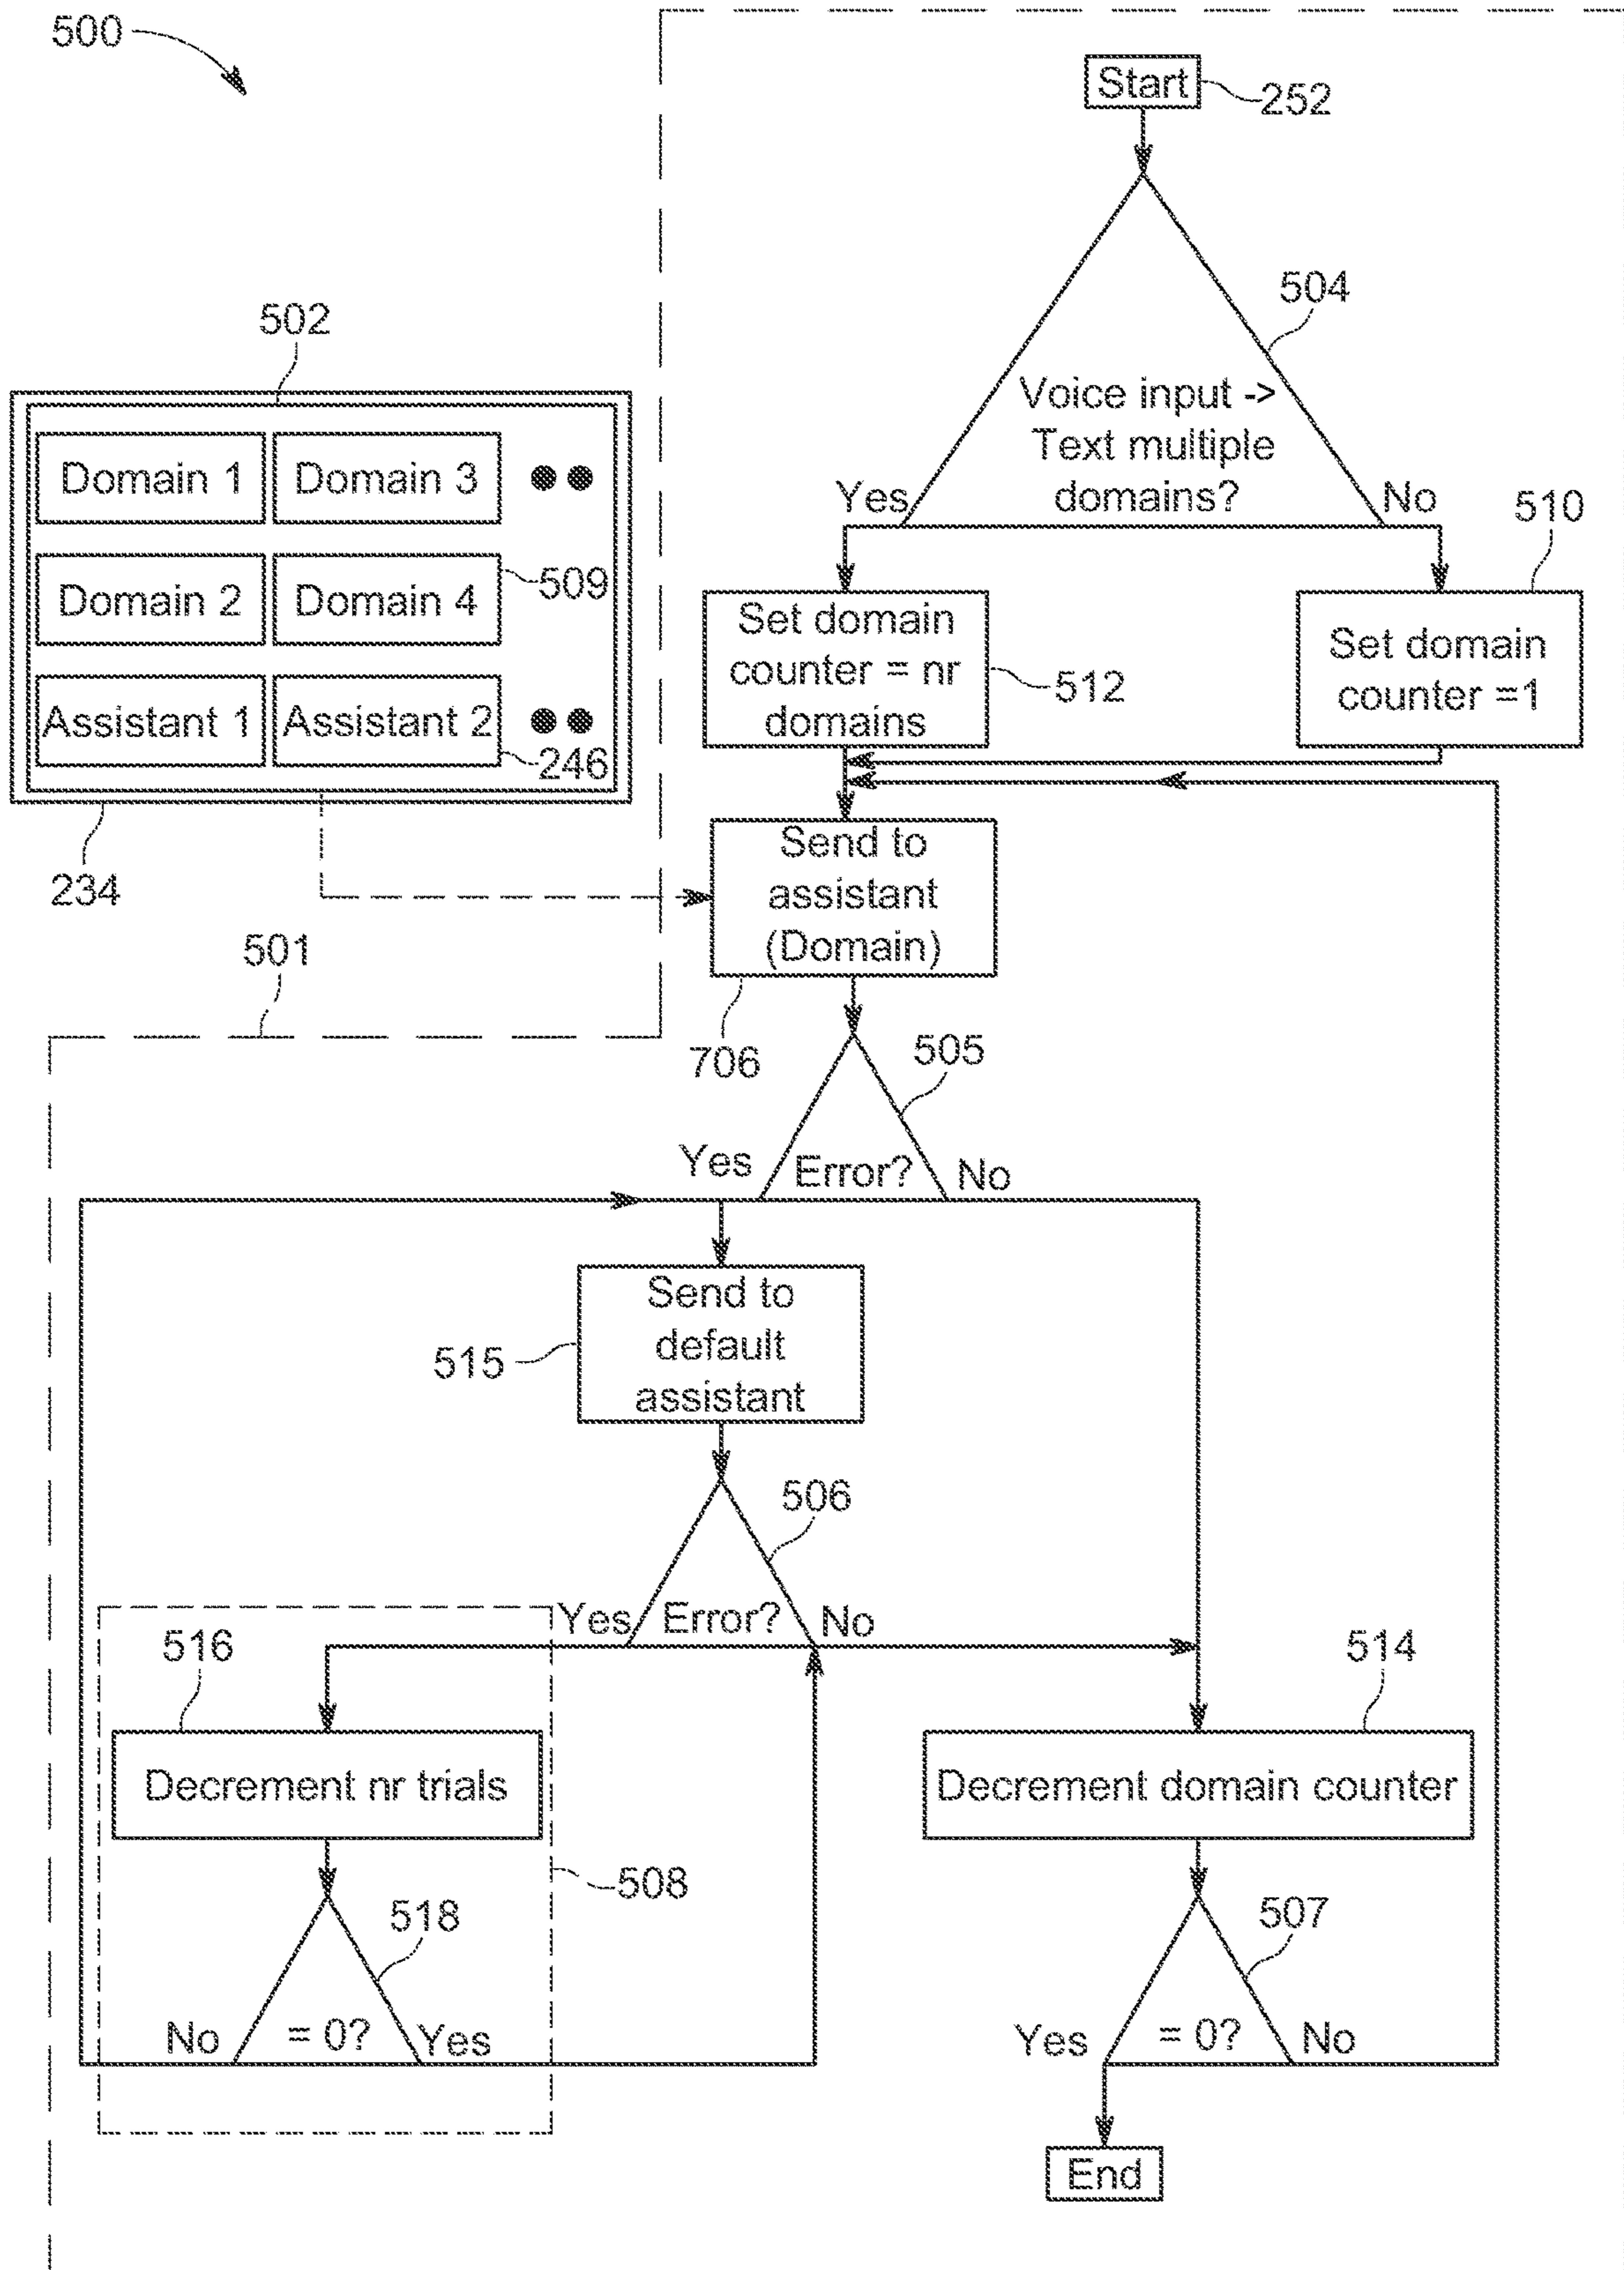 500
Start
252
504
502
Voice input ->
Text multiple
domains?
Yes
No
510
Domain 1
Domain 3
Domain 2
Domain 4
509
Assistant 1
Assistant 2
246
234
Set domain
counter = nr
domains
512
Set domain
counter =1
Send to
assistant
(Domain)
501
706
505
Yes
Error?
No
Send to
default
assistant
515
506
Yes
Error?
No
516
514
Decrement nr trials
Decrement domain counter
508
518
507
No
= 0?
Yes
Yes
= 0?
No
End